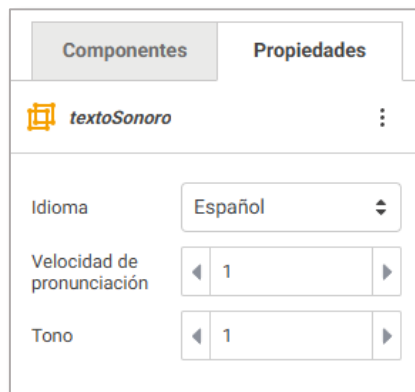 Componentes
Propiedades
textoSonoro
Idioma
Español
Velocidad de
pronunciación
1
Tono
1